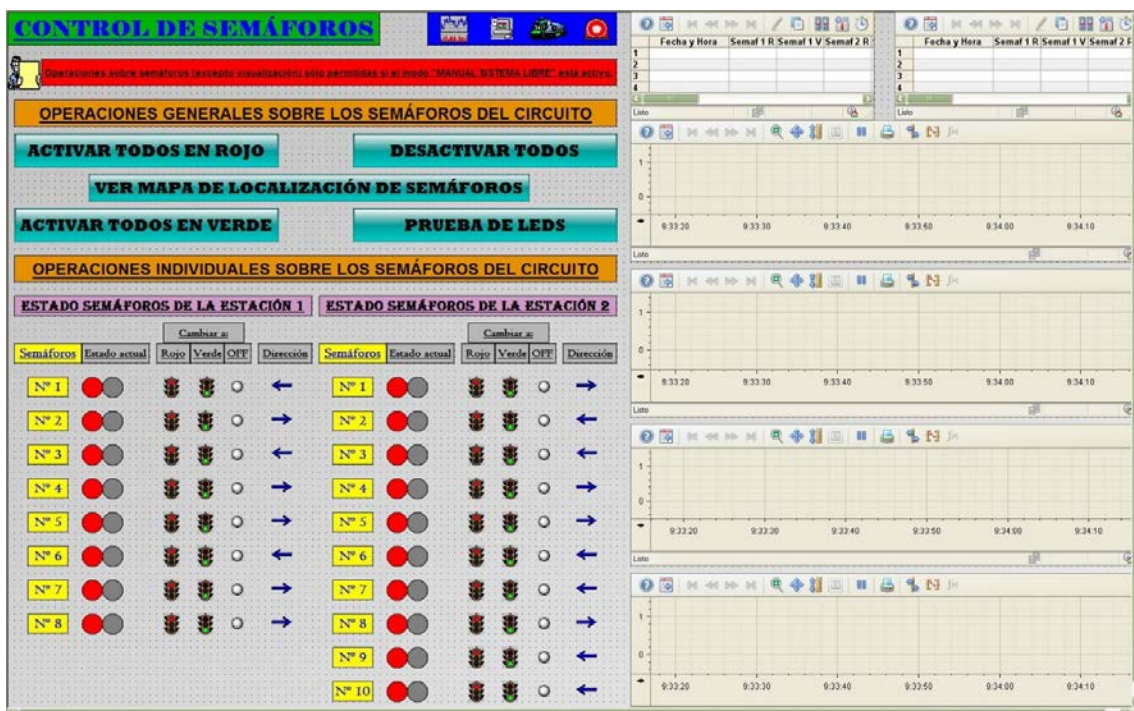 CONTROL DE SEMÁFOROS
Operaciones sobre semáforos (excepto visualización) sólo permitidas si el modo "MANUAL SISTEMA LIBRE" está activo.
OPERACIONES GENERALES SOBRE LOS SEMÁFOROS DEL CIRCUITO
ACTIVAR TODOS EN ROJO
DESACTIVAR TODOS
VER MAPA DE LOCALIZACIÓN DE SEMÁFOROS
ACTIVAR TODOS EN VERDE
PRUEBA DE LEDS
OPERACIONES INDIVIDUALES SOBRE LOS SEMÁFOROS DEL CIRCUITO
ESTADO SEMÁFOROS DE LA ESTACIÓN 1
Cambiar a:
Semáforos Estado actual Rojo Verde OFF Dirección
Nº 1
Nº 2
Nº 3
Nº 4
Nº 5
Nº 6
Nº 7
Nº 8
ESTADO SEMÁFOROS DE LA ESTACIÓN 2
Cambiar a:
Semáforos Estado actual Rojo Verde OFF Dirección
Nº 1
Nº 2
Nº 3
Nº 4
Nº 5
Nº 6
Nº 7
Nº 8
Nº 9
Nº 10
Fecha y Hora Semaf 1 R Semaf 1 V Semaf 2 R
1
2
3
4
Listo
Fecha y Hora Semaf 1 R Semaf 1 V Semaf 2 R
1
2
3
4
Listo
1
0
9:33:20 9:33:30 9:33:40 9:33:50 9:34:00 9:34:10
Listo
1
0
9:33:20 9:33:30 9:33:40 9:33:50 9:34:00 9:34:10
Listo
1
0
9:33:20 9:33:30 9:33:40 9:33:50 9:34:00 9:34:10
Listo
1
0
9:33:20 9:33:30 9:33:40 9:33:50 9:34:00 9:34:10